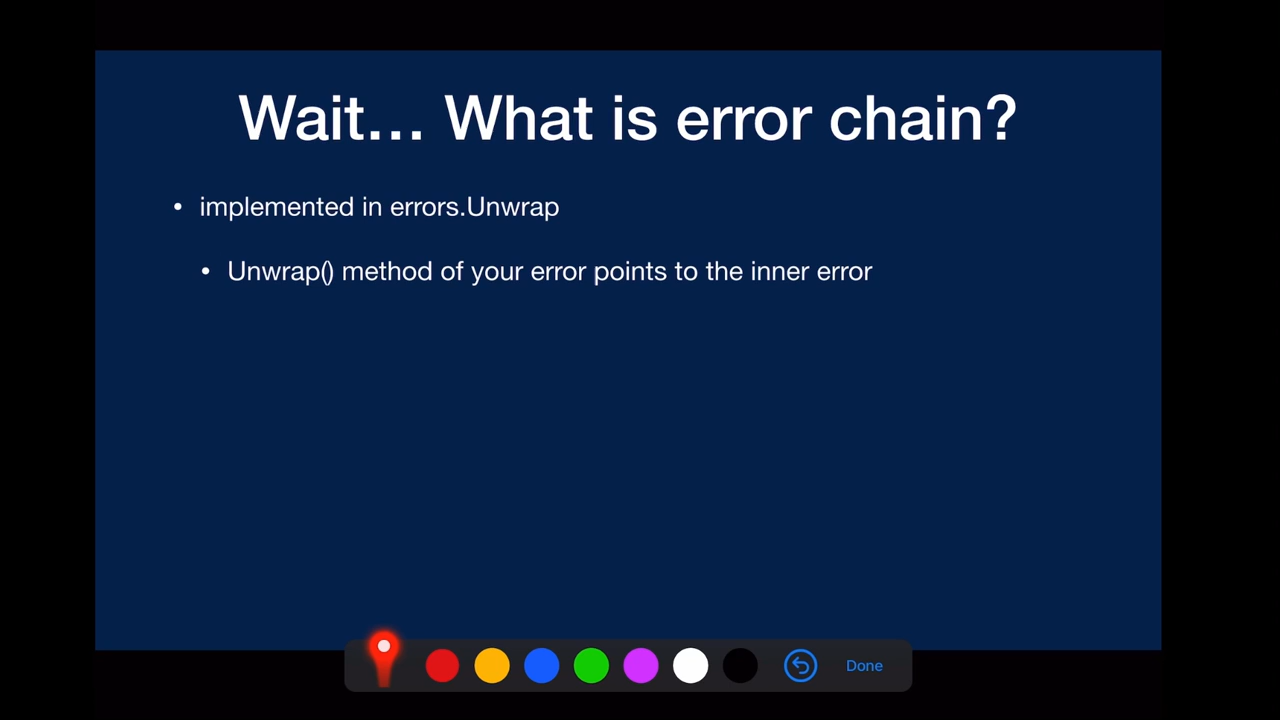 Wait… What is error chain?
• implemented in errors.Unwrap
• Unwrap() method of your error points to the inner error
Done